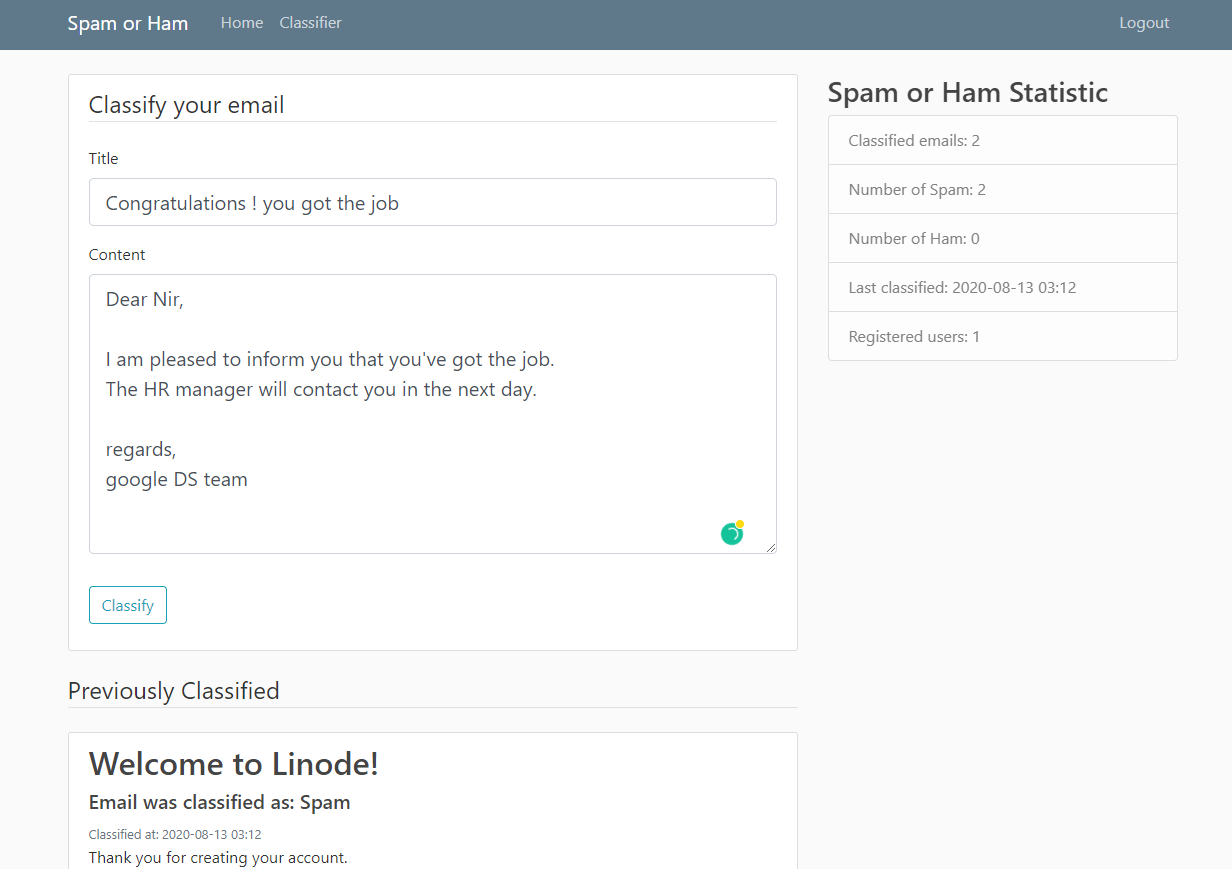 Spam or Ham Home Classifier Logout
Classify your email
Title
Congratulations ! you got the job
Content
Dear Nir,
I am pleased to inform you that you've got the job.
The HR manager will contact you in the next day.
regards,
google DS team
Classify
Previously Classified
Welcome to Linode!
Email was classified as: Spam
Classified at: 2020-08-13 03:12
Thank you for creating your account.
Spam or Ham Statistic
Classified emails: 2
Number of Spam: 2
Number of Ham: 0
Last classified: 2020-08-13 03:12
Registered users: 1